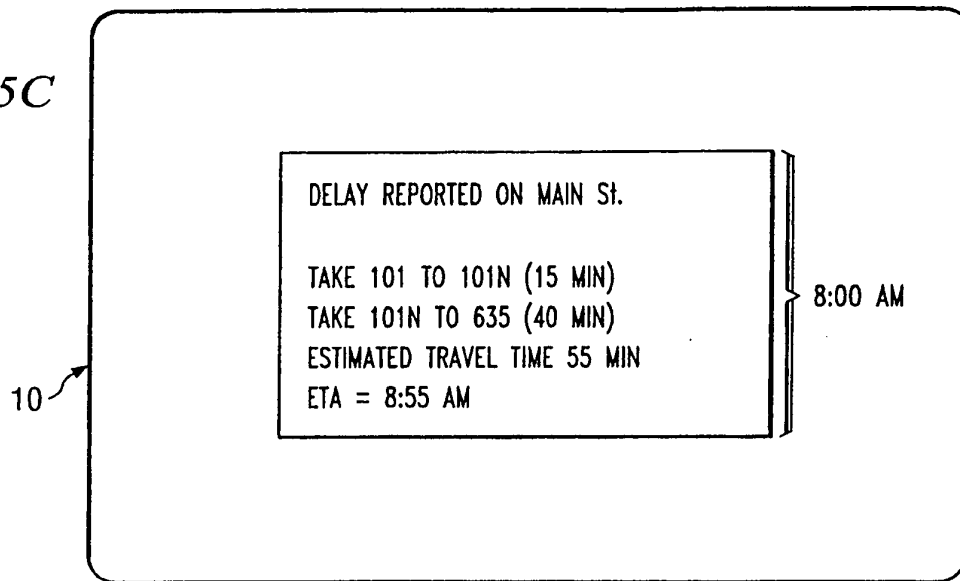 5C
DELAY REPORTED ON MAIN St.
TAKE 101 TO 101N (15 MIN)
TAKE 101N TO 635 (40 MIN)
ESTIMATED TRAVEL TIME 55 MIN
ETA = 8:55 AM
8:00 AM
10